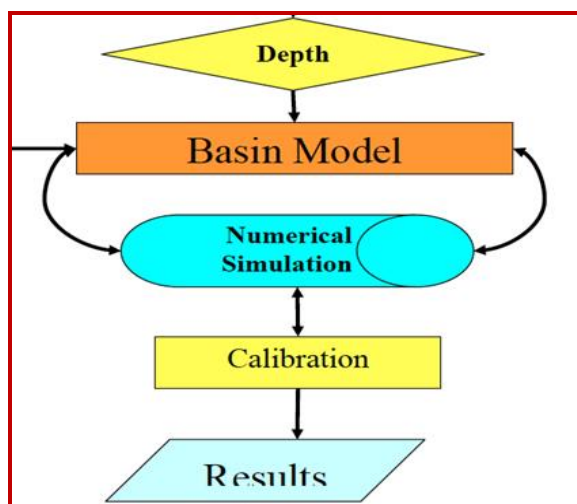 Depth
Basin Model
Numerical
Simulation
Calibration
Results